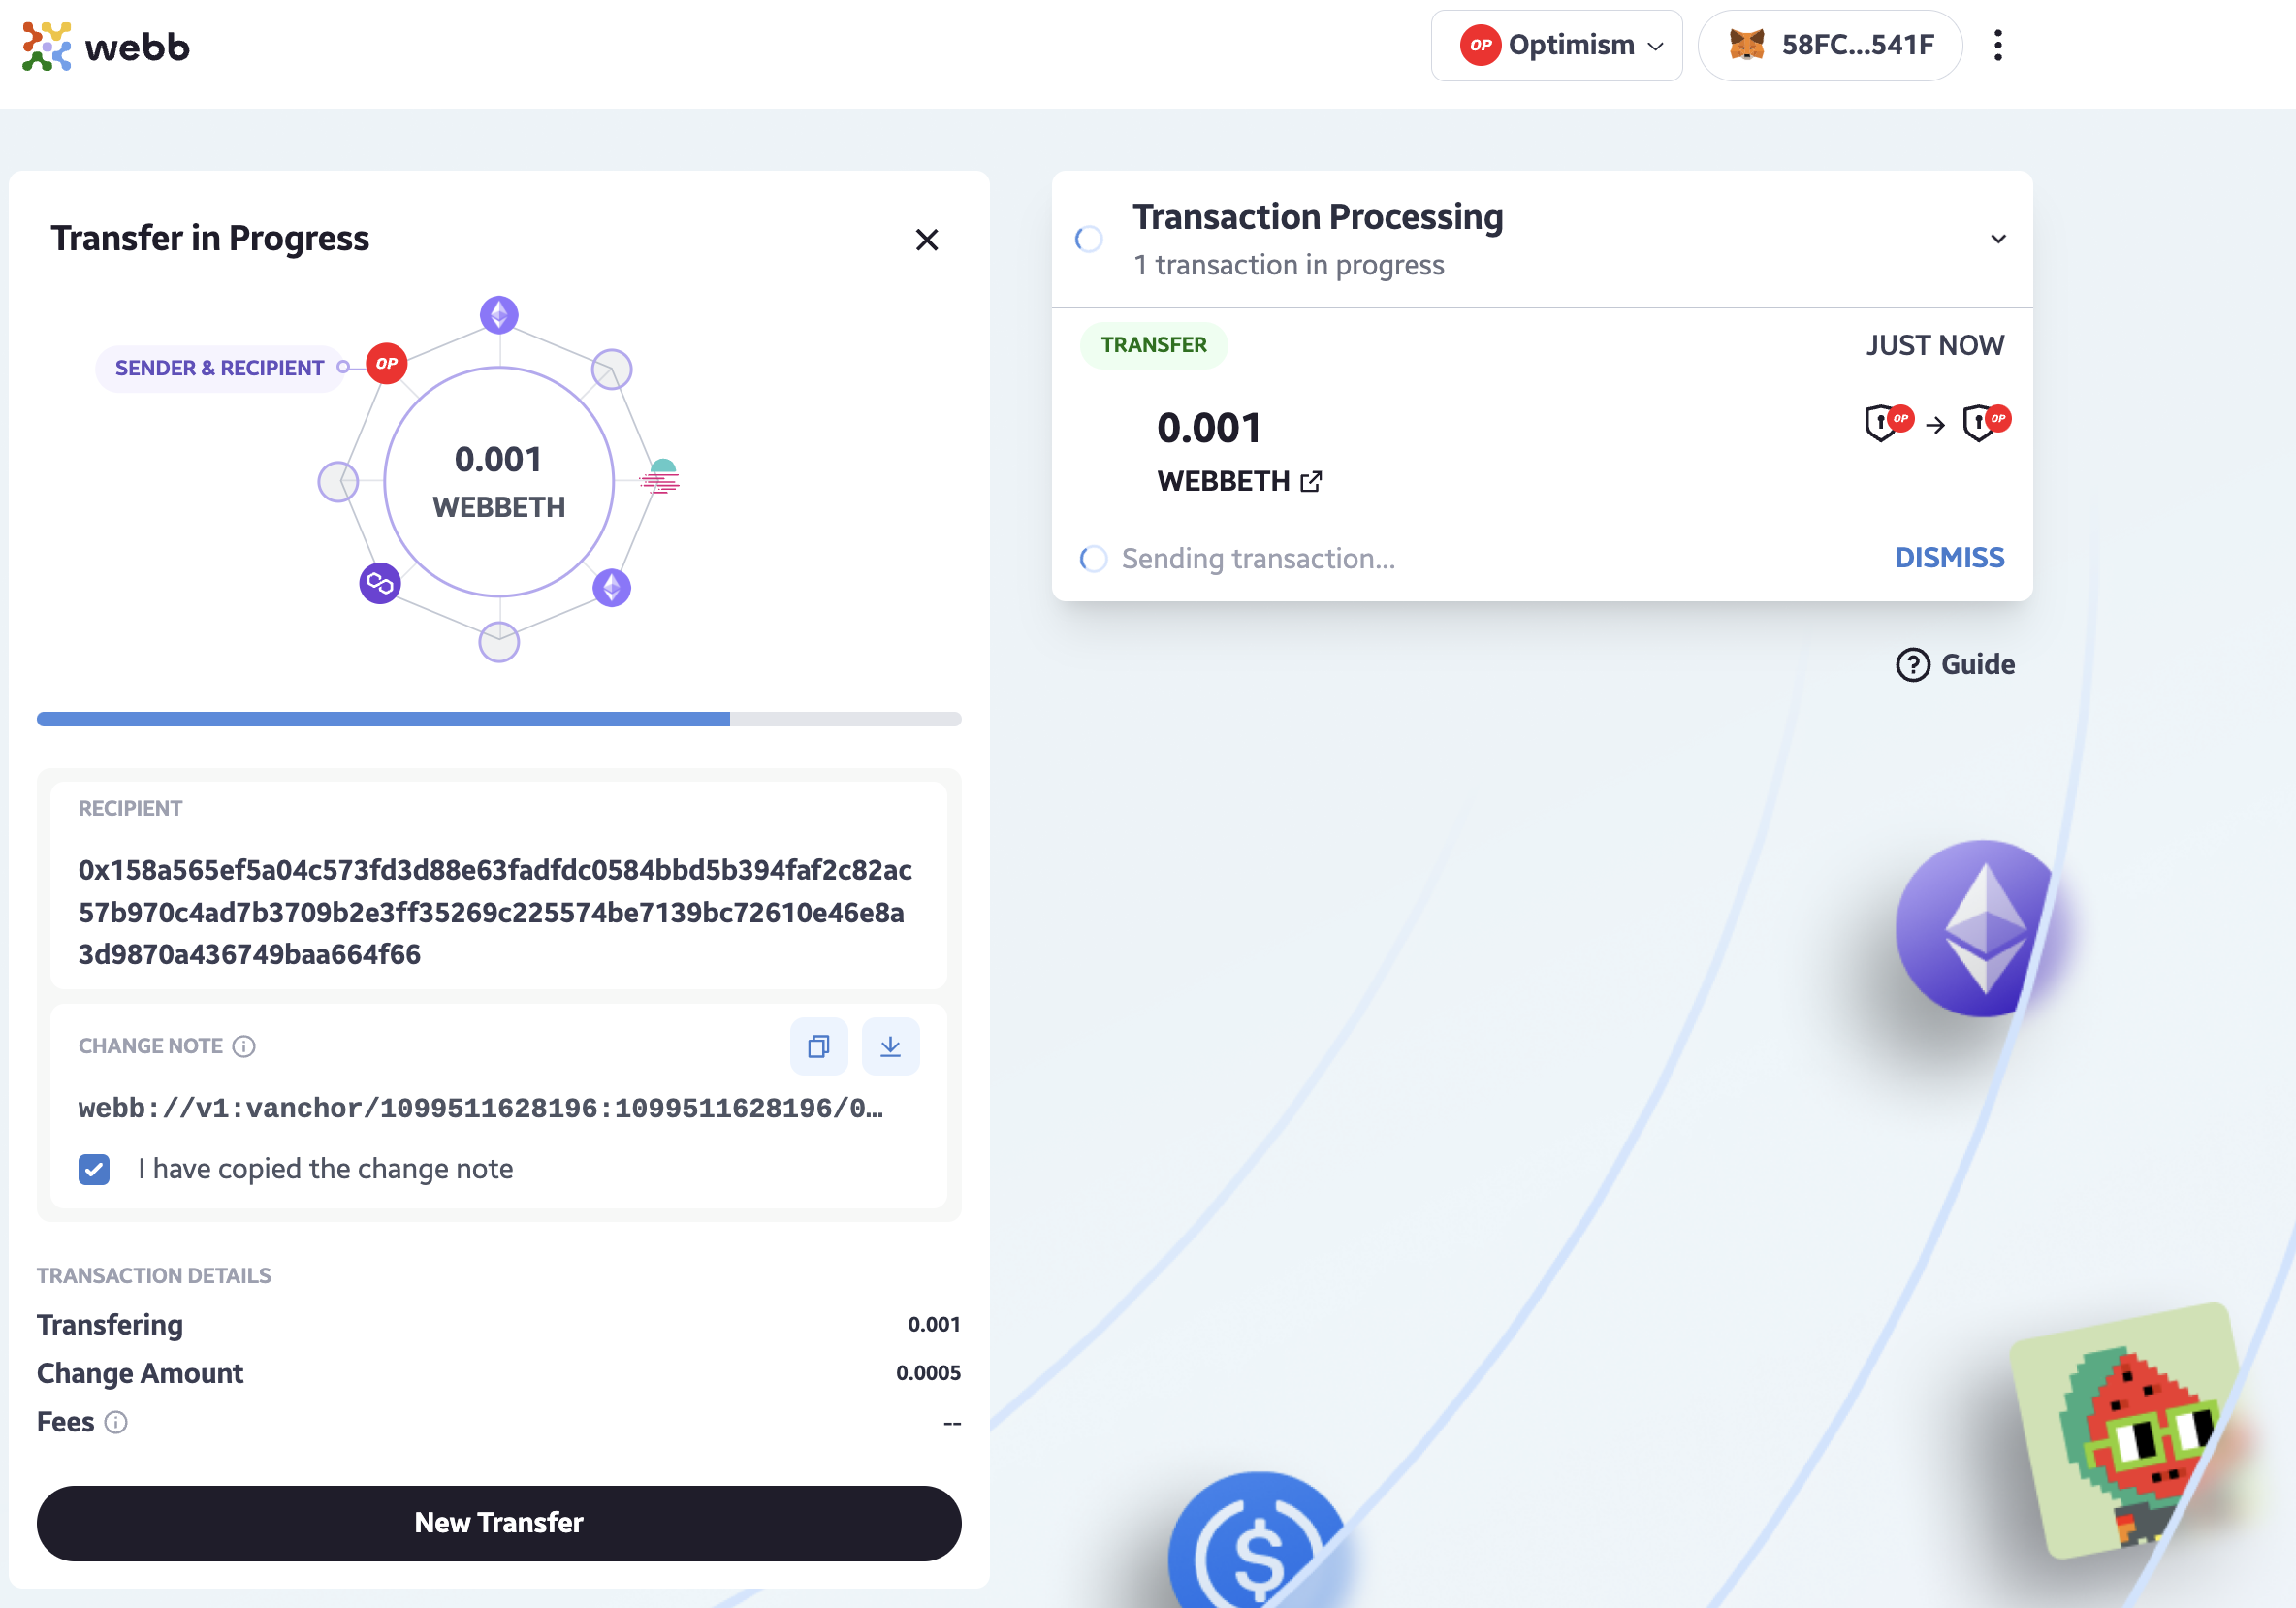 webb
OP Optimism
58FC...541F
Transfer in Progress
SENDER & RECIPIENT
OP
0.001
WEBBETH
RECIPIENT
0x158a565ef5a04c573fd3d88e63fadfdc0584bbd5b394faf2c82ac
57b970c4ad7b3709b2e3ff35269c225574be7139bc72610e46e8a
3d9870a436749baa664f66
CHANGE NOTE
webb://v1:vanchor/1099511628196:1099511628196/0…
I have copied the change note
TRANSACTION DETAILS
Transfering 0.001
Change Amount 0.0005
Fees --
New Transfer
Transaction Processing
1 transaction in progress
TRANSFER
JUST NOW
0.001
OP → OP
WEBBETH
Sending transaction...
DISMISS
Guide